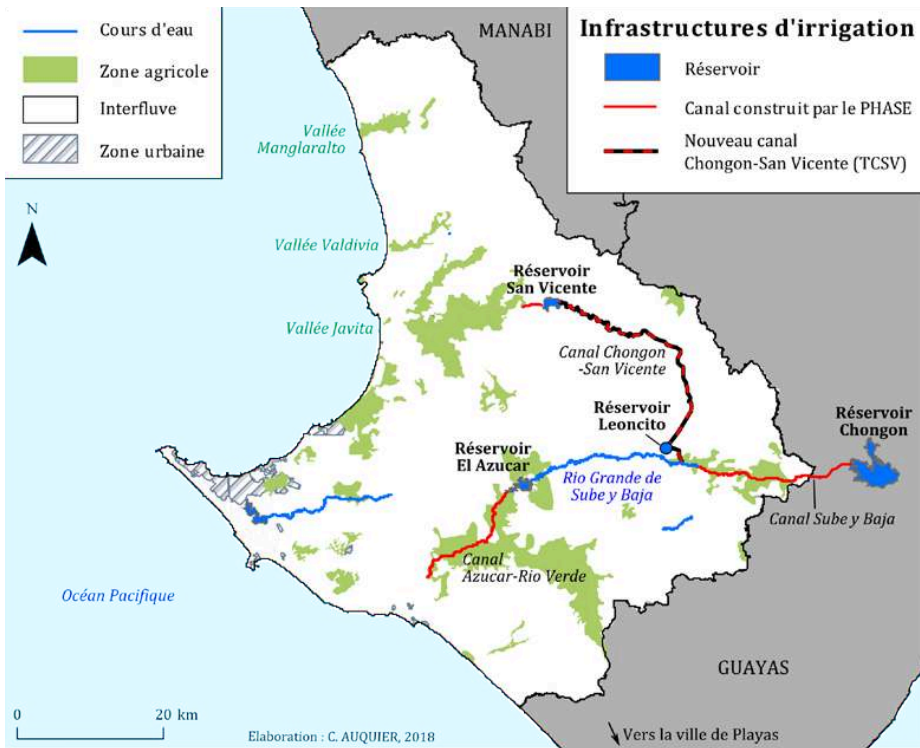 Cours d'eau
Zone agricole
Interfluve
Zone urbaine
MANABI
Infrastructures d'irrigation
Réservoir
Canal construit par le PHASE
Nouveau canal
Chongon-San Vicente (TCSV)
Vallée
Manglaralto
N
Vallée Valdivia
Réservoir
San Vicente
Vallée Javita
Canal Chongon
-San Vicente
Réservoir
Leoncito
Réservoir
Chongon
Réservoir
El Azucar
Rio Grande de
Sube y Baja
Canal Sube y Baja
Canal
Azucar-Rio Verde
Océan Pacifique
GUAYAS
0 20 km
Elaboration : C. AUQUIER, 2018
Vers la ville de Playas